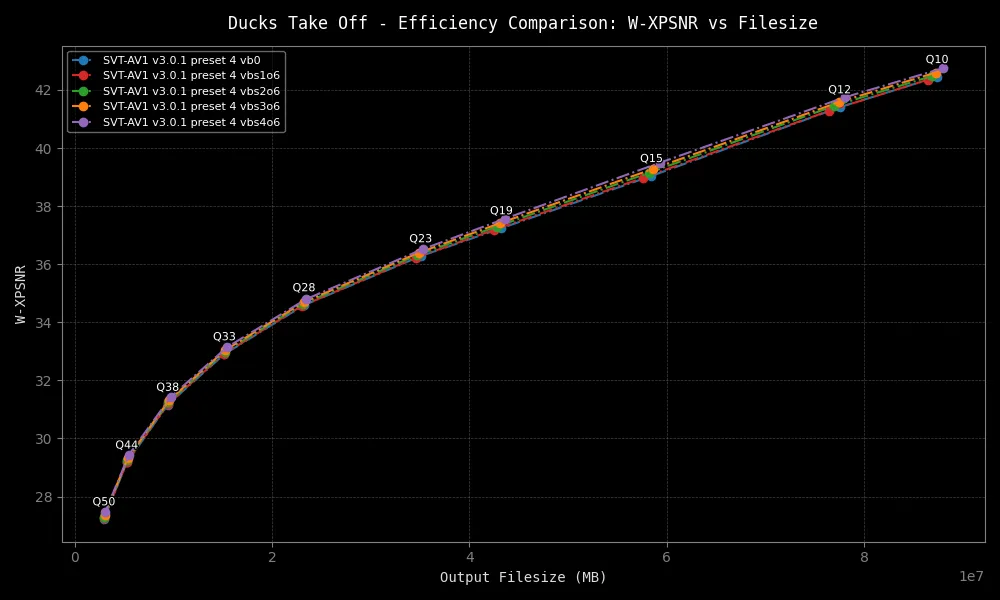 Ducks Take Off - Efficiency Comparison: W-XPSNR vs Filesize
SVT-AV1 v3.0.1 preset 4 vb0
SVT-AV1 v3.0.1 preset 4 vbs1o6
SVT-AV1 v3.0.1 preset 4 vbs2o6
SVT-AV1 v3.0.1 preset 4 vbs3o6
SVT-AV1 v3.0.1 preset 4 vbs4o6
Q10
Q12
Q15
Q19
Q23
Q28
Q33
Q38
Q44
Q50
42
40
38
36
34
32
30
28
W-XPSNR
0 2 4 6 8
1e7
Output Filesize (MB)